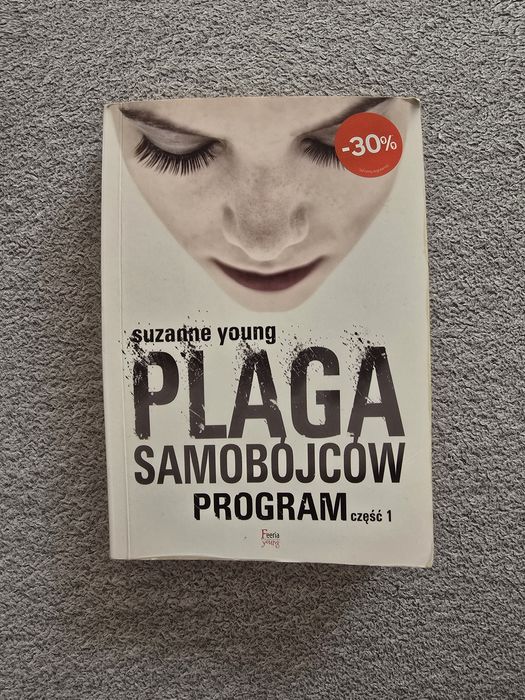 -30%
suzanne young
PLAGA
SAMOBÓJCÓW
PROGRAM część 1
Feeria
young